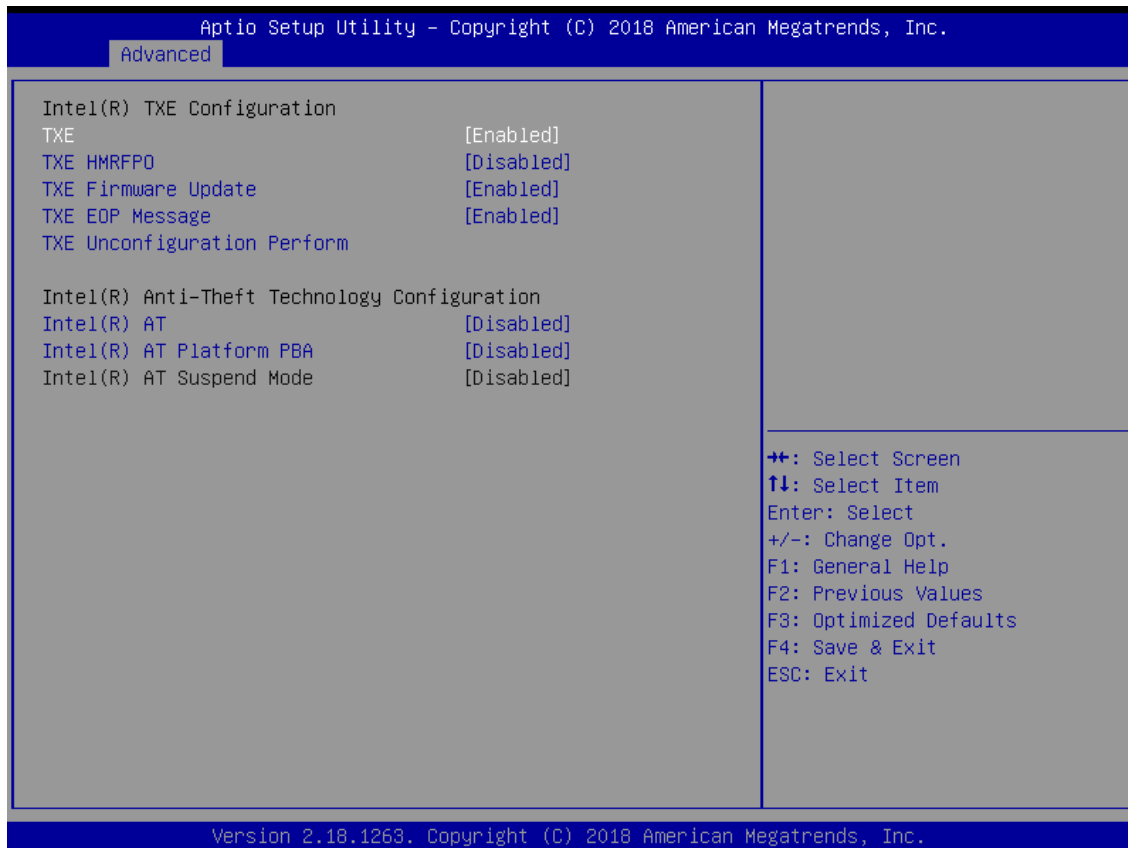 Aptio Setup Utility – Copyright (C) 2018 American Megatrends, Inc.
Advanced
Intel(R) TXE Configuration
TXE [Enabled]
TXE HMRFPO [Disabled]
TXE Firmware Update [Enabled]
TXE EOP Message [Enabled]
TXE Unconfiguration Perform
Intel(R) Anti-Theft Technology Configuration
Intel(R) AT [Disabled]
Intel(R) AT Platform PBA [Disabled]
Intel(R) AT Suspend Mode [Disabled]
→←: Select Screen
↑↓: Select Item
Enter: Select
+/-: Change Opt.
F1: General Help
F2: Previous Values
F3: Optimized Defaults
F4: Save & Exit
ESC: Exit
Version 2.18.1263. Copyright (C) 2018 American Megatrends, Inc.